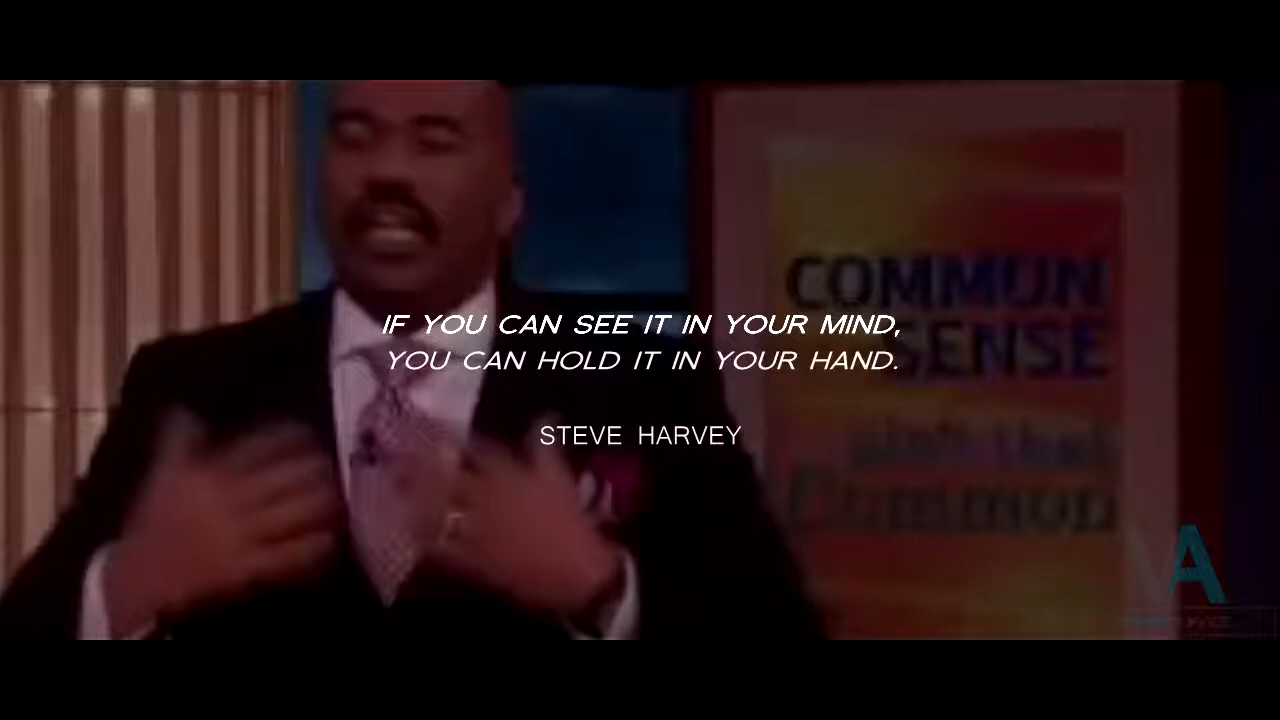 IF YOU CAN SEE IT IN YOUR MIND,
YOU CAN HOLD IT IN YOUR HAND.
STEVE HARVEY
COMMUN
SENSE
Commun
A